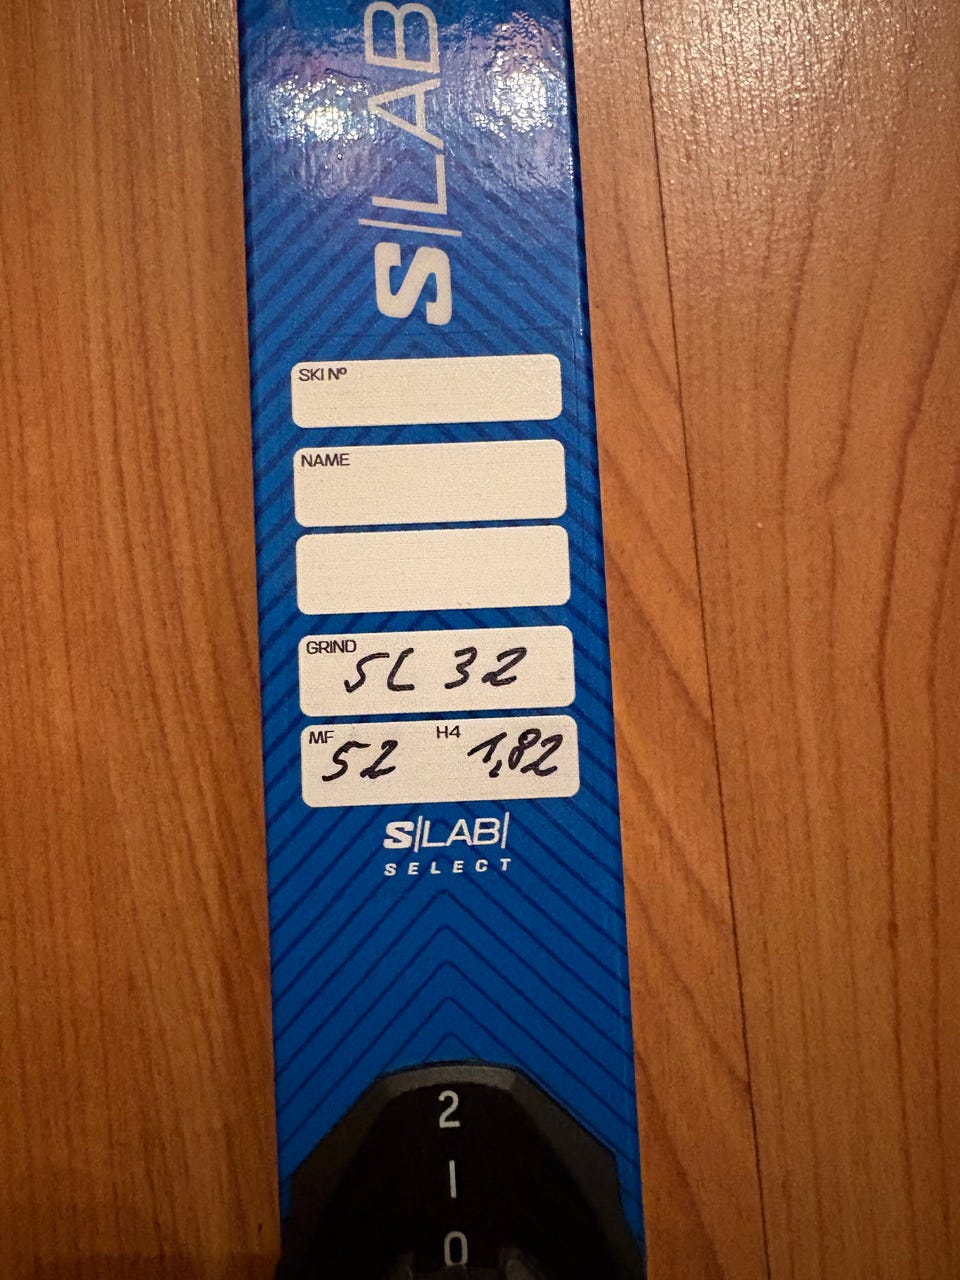 S/LAB
SKI Nº
NAME
GRIND SL 32
MF 52 H4 1,82
S/LAB/
SELECT
2
1
0